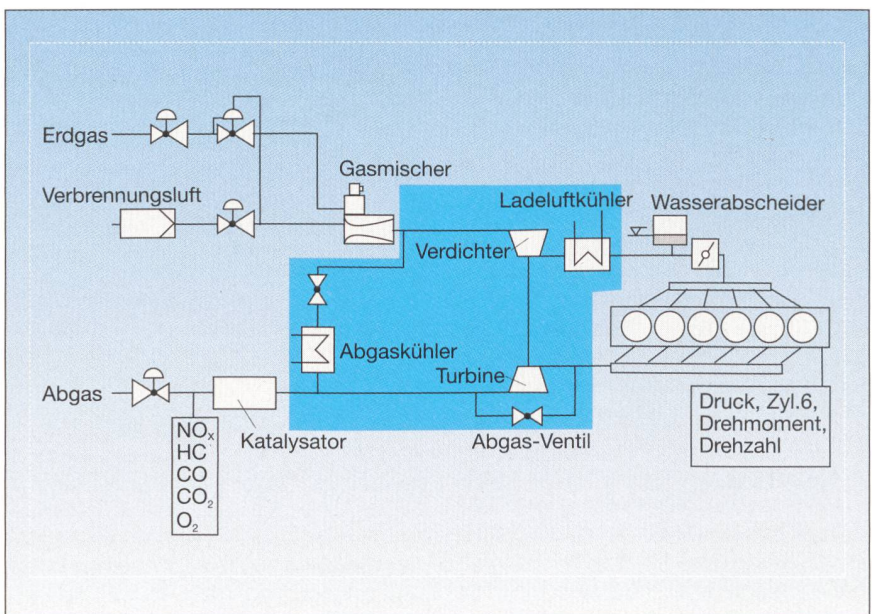 Erdgas
Gasmischer
Verbrennungsluft
Ladeluftkühler
Wasserabscheider
Verdichter
Abgaskühler
Turbine
Abgas
Katalysator
Abgas-Ventil
NOₓ
HC
CO
CO₂
O₂
Druck, Zyl.6,
Drehmoment,
Drehzahl